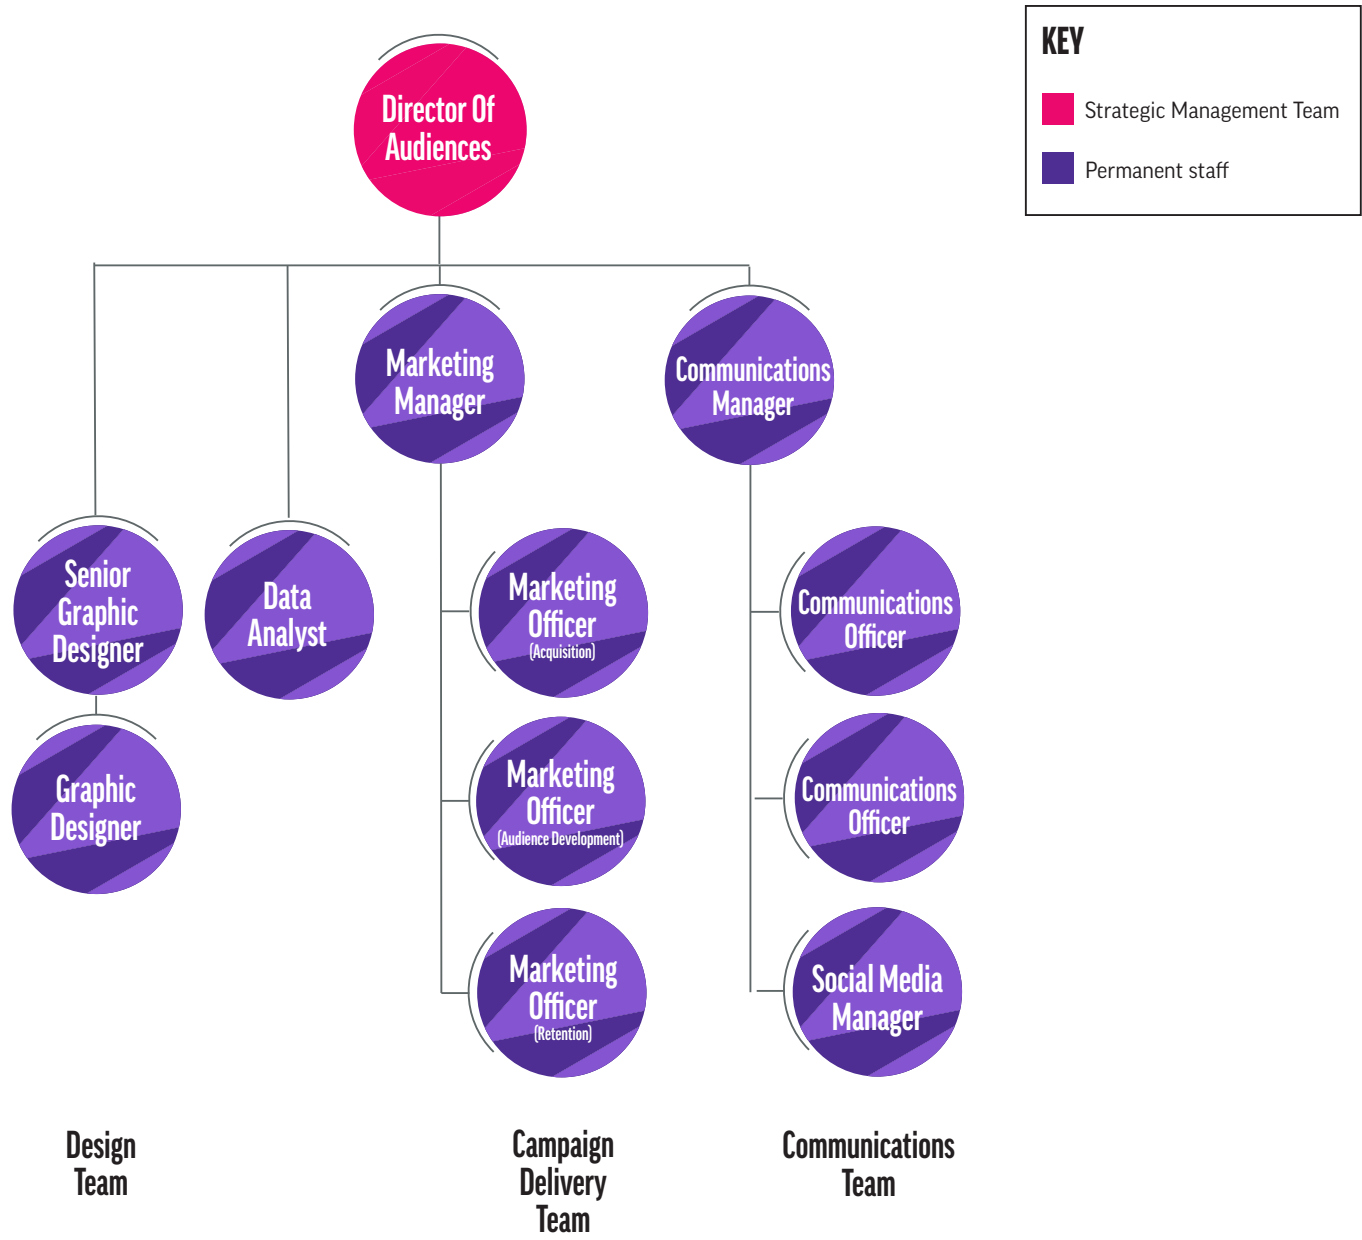 KEY
Strategic Management Team
Permanent staff
Director Of
Audiences
Marketing
Manager
Communications
Manager
Senior
Graphic
Designer
Data
Analyst
Marketing
Officer
(Acquisition)
Communications
Officer
Graphic
Designer
Marketing
Officer
(Audience Development)
Communications
Officer
Marketing
Officer
(Retention)
Social Media
Manager
Design
Team
Campaign
Delivery
Team
Communications
Team